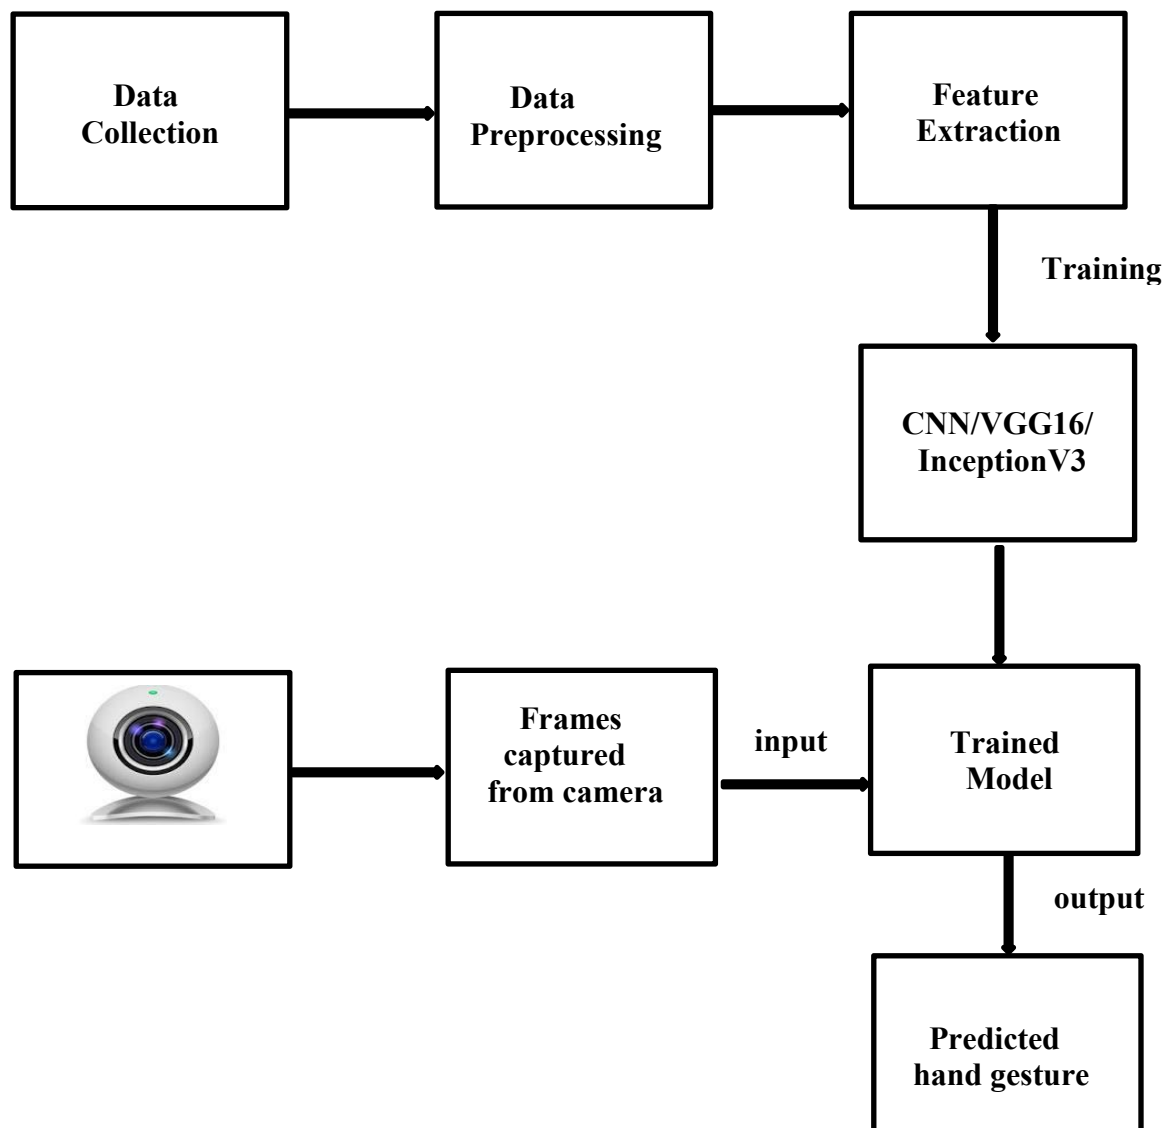 Data
Collection
Data
Preprocessing
Feature
Extraction
Training
CNN/VGG16/
InceptionV3
Frames
captured
from camera
input
Trained
Model
output
Predicted
hand gesture